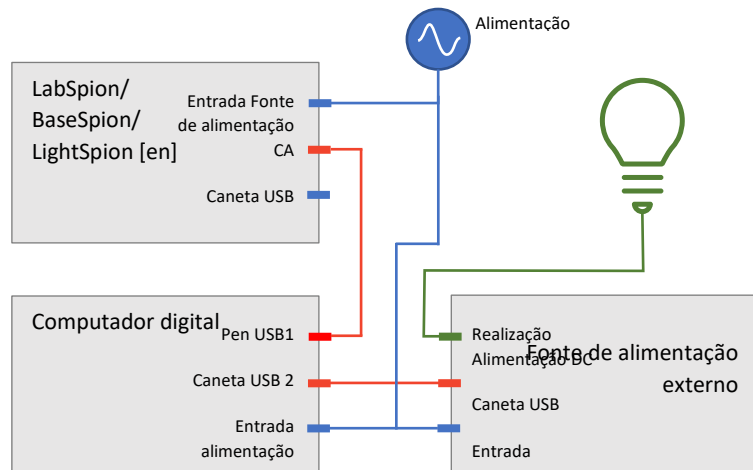 Alimentação
LabSpion/
BaseSpion/
LightSpion [en]
Entrada Fonte
de alimentação
CA
Caneta USB
Computador digital
Pen USB1
Caneta USB 2
Entrada
alimentação
Realização
Alimentação DC
Fonte de alimentação
externo
Caneta USB
Entrada